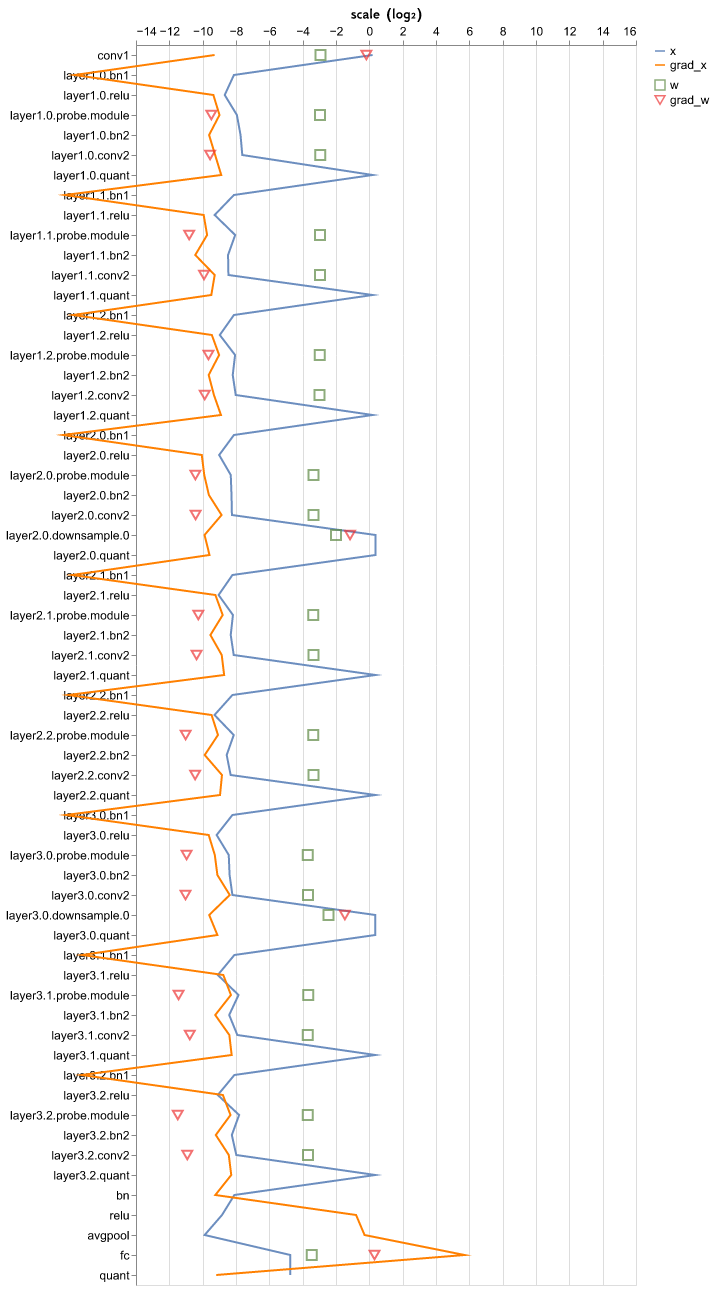 scale (log₂)
−14 −12 −10 −8 −6 −4 −2 0 2 4 6 8 10 12 14 16
x
grad_x
w
grad_w
conv1
layer1.0.bn1
layer1.0.relu
layer1.0.probe.module
layer1.0.bn2
layer1.0.conv2
layer1.0.quant
layer1.1.bn1
layer1.1.relu
layer1.1.probe.module
layer1.1.bn2
layer1.1.conv2
layer1.1.quant
layer1.2.bn1
layer1.2.relu
layer1.2.probe.module
layer1.2.bn2
layer1.2.conv2
layer1.2.quant
layer2.0.bn1
layer2.0.relu
layer2.0.probe.module
layer2.0.bn2
layer2.0.conv2
layer2.0.downsample.0
layer2.0.quant
layer2.1.bn1
layer2.1.relu
layer2.1.probe.module
layer2.1.bn2
layer2.1.conv2
layer2.1.quant
layer2.2.bn1
layer2.2.relu
layer2.2.probe.module
layer2.2.bn2
layer2.2.conv2
layer2.2.quant
layer3.0.bn1
layer3.0.relu
layer3.0.probe.module
layer3.0.bn2
layer3.0.conv2
layer3.0.downsample.0
layer3.0.quant
layer3.1.bn1
layer3.1.relu
layer3.1.probe.module
layer3.1.bn2
layer3.1.conv2
layer3.1.quant
layer3.2.bn1
layer3.2.relu
layer3.2.probe.module
layer3.2.bn2
layer3.2.conv2
layer3.2.quant
bn
relu
avgpool
fc
quant